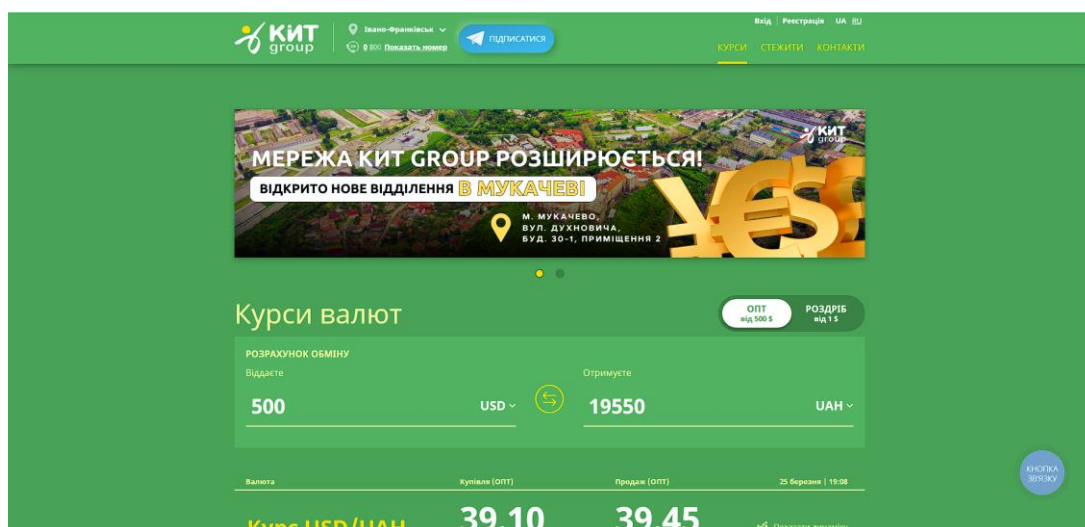 КИТ
group
Івано-Франківськ
0 800 Показать номер
ПІДПИСАТИСЯ
Вхід Реєстрація UA RU
КУРСИ СТЕЖИТИ КОНТАКТИ
КИТ
group
МЕРЕЖА КИТ GROUP РОЗШИРЮЄТЬСЯ!
ВІДКРИТО НОВЕ ВІДДІЛЕННЯ В МУКАЧЕВІ
М. МУКАЧЕВО,
ВУЛ. ДУХНОВИЧА,
БУД. 30-1, ПРИМІЩЕННЯ 2
Курси валют
ОПТ
від 500 $
РОЗДРІБ
від 1 $
РОЗРАХУНОК ОБМІНУ
Віддаєте
Отримуєте
500 USD
19550 UAH
Валюта Купівля (ОПТ) Продаж (ОПТ) 25 березня | 19:08
Курс USD/UAH 39.10 39.45 Показати динаміку
КНОПКА
ЗВ'ЯЗКУ